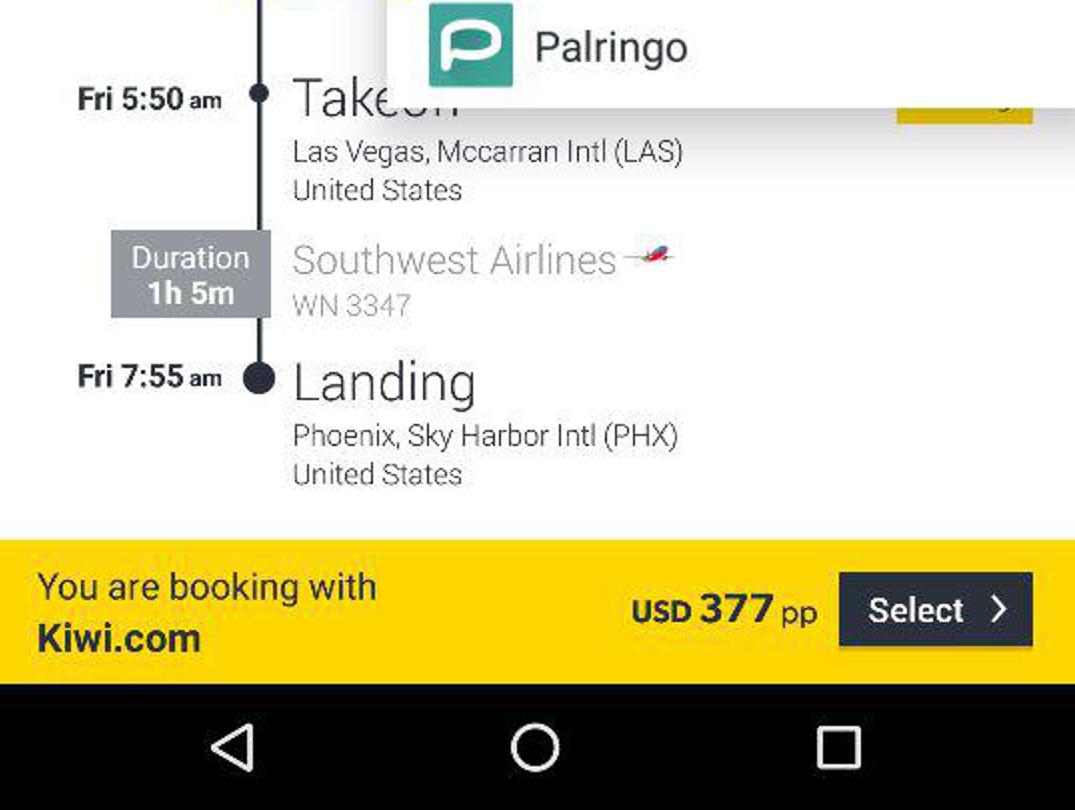 Palringo
Fri 5:50 am
Takeoff
Las Vegas, Mccarran Intl (LAS)
United States
Duration
1h 5m
Southwest Airlines
WN 3347
Fri 7:55 am
Landing
Phoenix, Sky Harbor Intl (PHX)
United States
You are booking with
Kiwi.com
USD 377 pp
Select